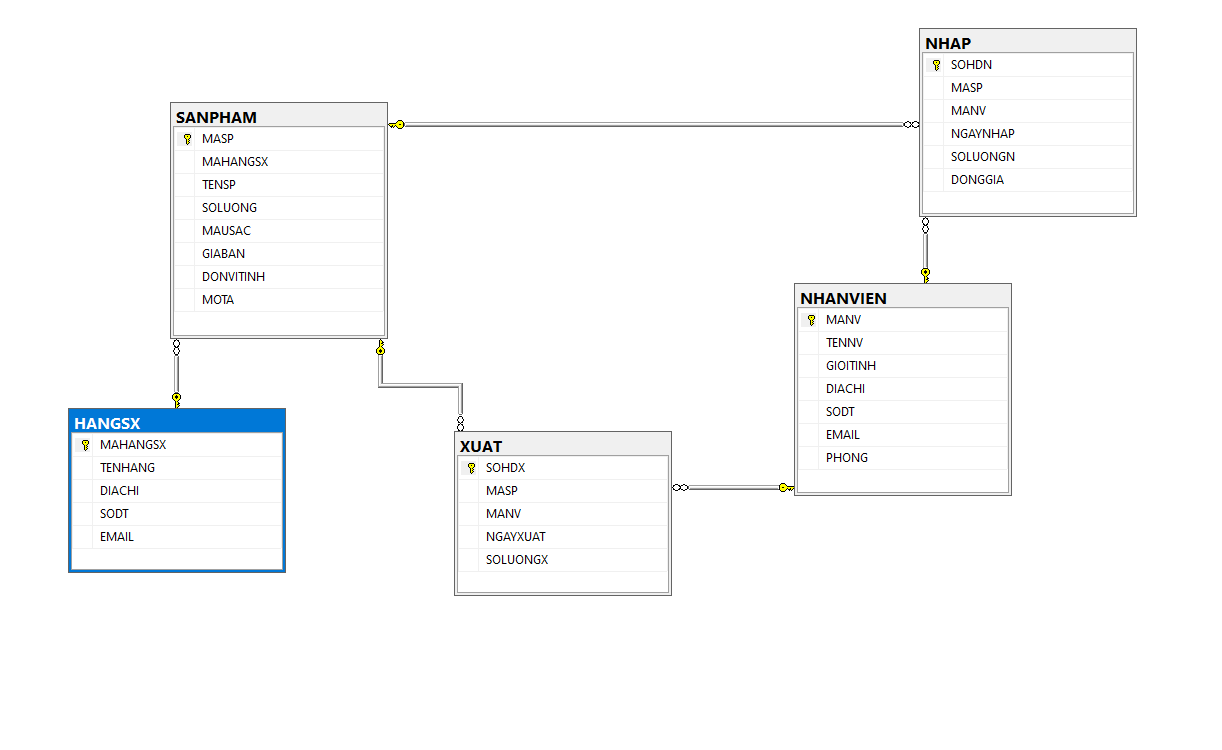 NHAP
SOHDN
MASP
MANV
NGAYNHAP
SOLUONGN
DONGGIA
SANPHAM
MASP
MAHANGSX
TENSP
SOLUONG
MAUSAC
GIABAN
DONVITINH
MOTA
NHANVIEN
MANV
TENNV
GIOITINH
DIACHI
SODT
EMAIL
PHONG
HANGSX
MAHANGSX
TENHANG
DIACHI
SODT
EMAIL
XUAT
SOHDX
MASP
MANV
NGAYXUAT
SOLUONGX